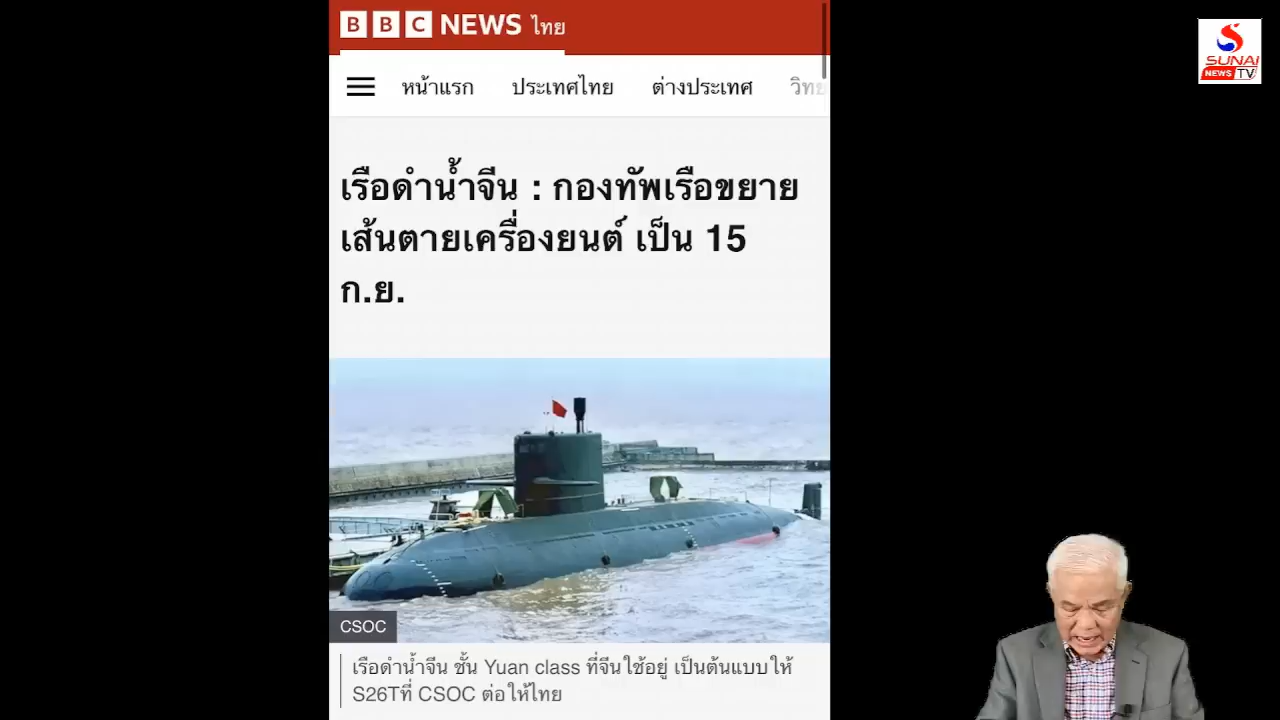 BBC NEWS ไทย
SUNAI
NEWS TV
หน้าแรก ประเทศไทย ต่างประเทศ
เรือดำน้ำจีน : กองทัพเรือขยาย
เส้นตายเครื่องยนต์ เป็น 15
ก.ย.
CSOC
เรือดำน้ำจีน ชั้น Yuan class ที่จีนใช้อยู่ เป็นต้นแบบให้
S26Tที่ CSOC ต่อให้ไทย